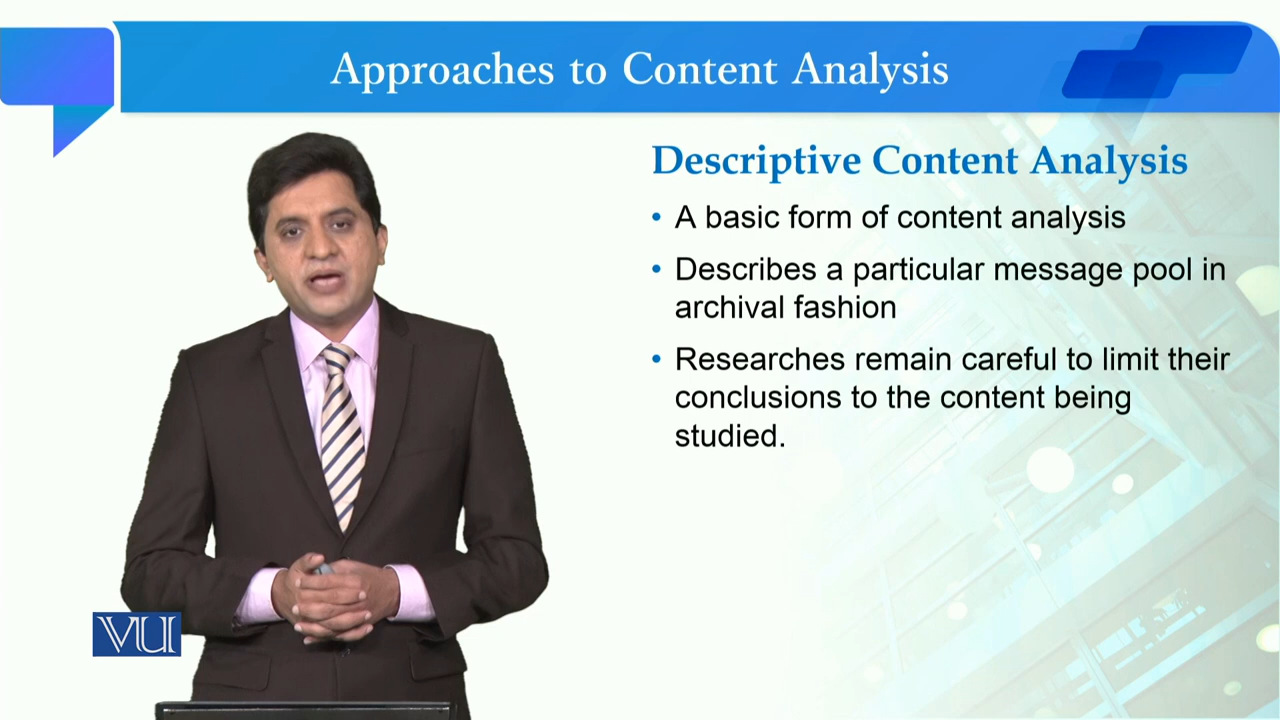 Approaches to Content Analysis
Descriptive Content Analysis
• A basic form of content analysis
• Describes a particular message pool in
archival fashion
• Researches remain careful to limit their
conclusions to the content being
studied.
VU